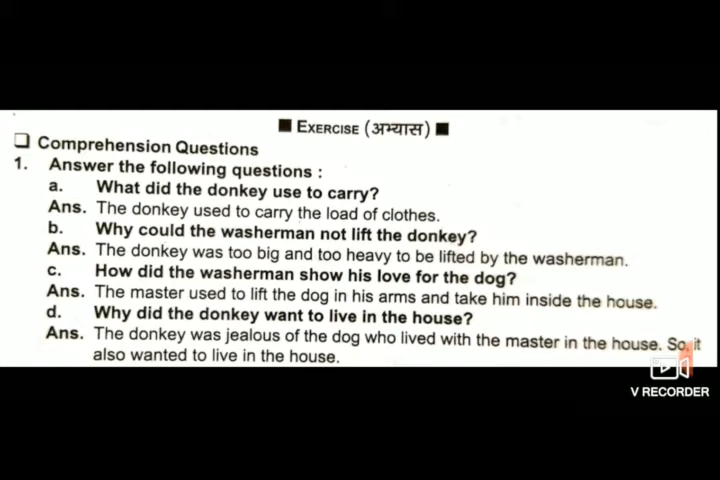 ■ EXERCISE (अभ्यास) ■
❑ Comprehension Questions
1. Answer the following questions :
a. What did the donkey use to carry?
Ans. The donkey used to carry the load of clothes.
b. Why could the washerman not lift the donkey?
Ans. The donkey was too big and too heavy to be lifted by the washerman.
c. How did the washerman show his love for the dog?
Ans. The master used to lift the dog in his arms and take him inside the house.
d. Why did the donkey want to live in the house?
Ans. The donkey was jealous of the dog who lived with the master in the house. So, it
also wanted to live in the house.
V RECORDER